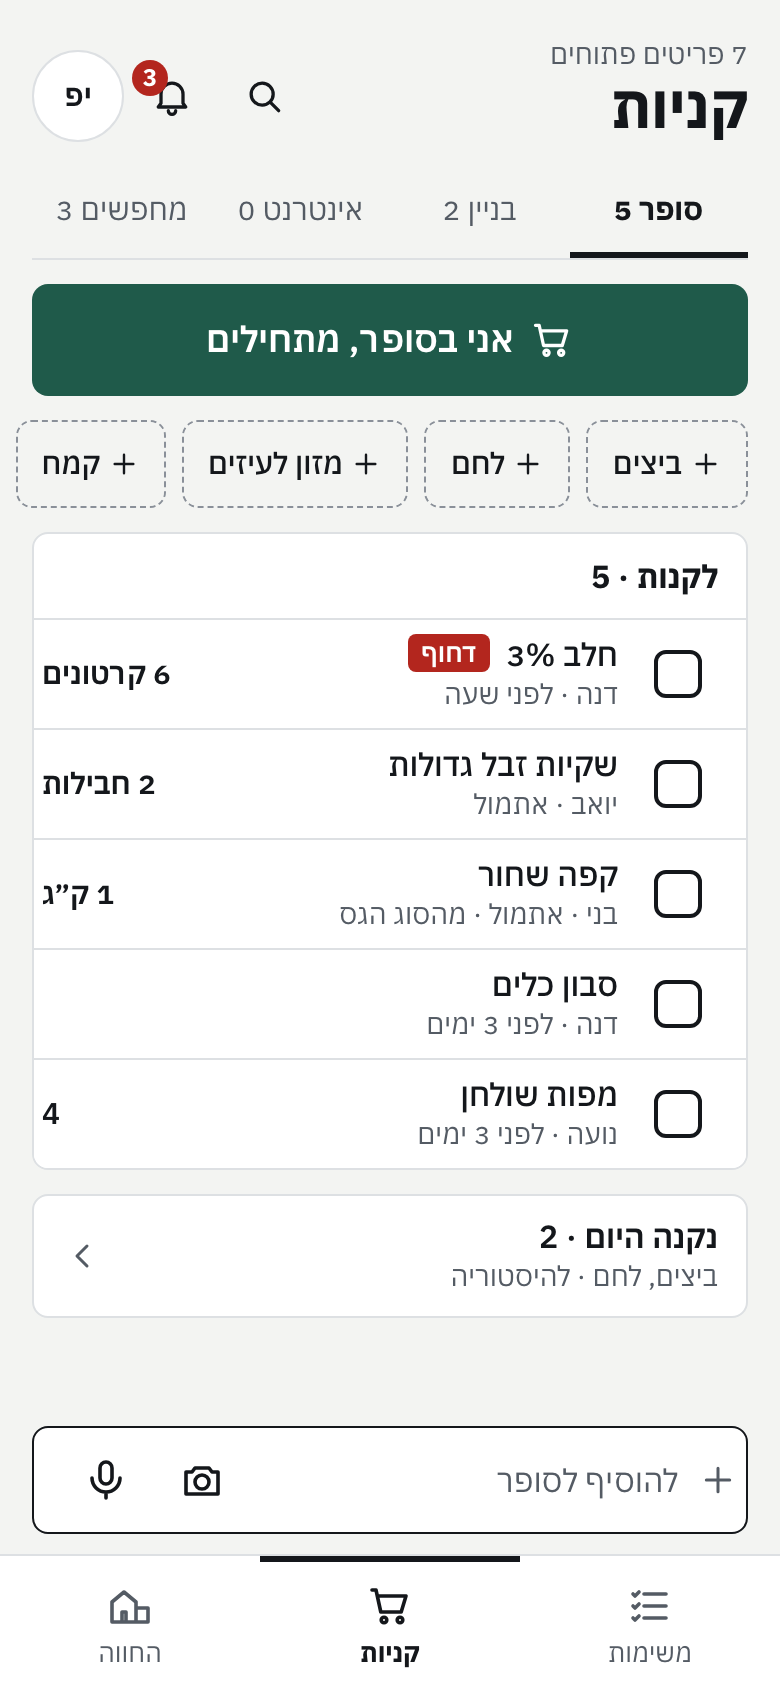 7 פריטים פתוחים
קניות
3
יפ
סופר 5
בניין 2
אינטרנט 0
מחפשים 3
אני בסופר, מתחילים
+ ביצים
+ לחם
+ מזון לעיזים
+ קמח
לקנות · 5
חלב 3% דחוף
דנה · לפני שעה
6 קרטונים
שקיות זבל גדולות
יואב · אתמול
2 חבילות
קפה שחור
בני · אתמול · מהסוג הגס
1 ק״ג
סבון כלים
דנה · לפני 3 ימים
מפות שולחן
נועה · לפני 3 ימים
4
נקנה היום · 2
ביצים, לחם · להיסטוריה
+ להוסיף לסופר
משימות
קניות
החווה